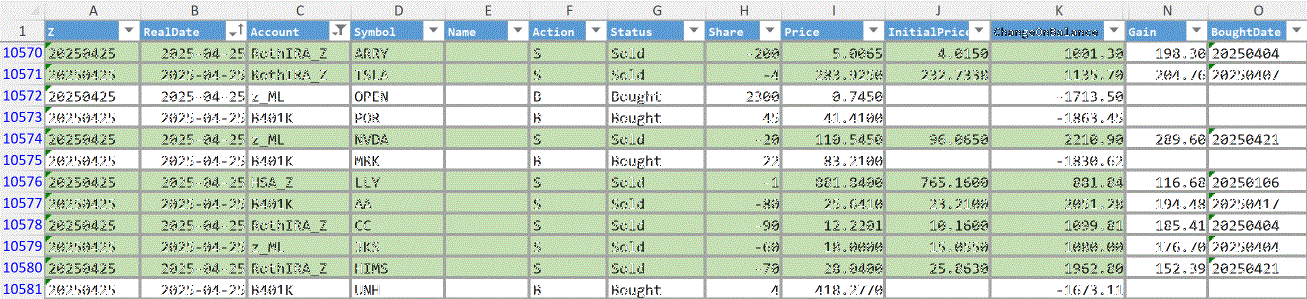 A B C D E F G H I J K N O
1 Z RealDate Account Symbol Name Action Status Share Price InitialPrice ChangeOnBalance Gain BoughtDate
10570 20250425 2025-04-25 RothIRA_Z ARRY S Sold -200 5.0065 4.0150 1001.30 198.30 20250404
10571 20250425 2025-04-25 RothIRA_Z TSLA S Sold -4 283.9250 232.7338 1135.70 204.76 20250407
10572 20250425 2025-04-25 z_ML OPEN B Bought 2300 0.7450 -1713.50
10573 20250425 2025-04-25 B401K POR B Bought 45 41.4100 -1863.45
10574 20250425 2025-04-25 z_ML NVDA S Sold -20 110.5450 96.0650 2210.90 289.60 20250421
10575 20250425 2025-04-25 B401K MRK B Bought 22 83.2100 -1830.62
10576 20250425 2025-04-25 HSA_Z LLY S Sold -1 881.8400 765.1600 881.84 116.68 20250106
10577 20250425 2025-04-25 B401K AA S Sold -80 25.6410 23.2100 2051.28 194.48 20250417
10578 20250425 2025-04-25 RothIRA_Z CC S Sold -90 12.2201 10.1600 1099.81 185.41 20250404
10579 20250425 2025-04-25 z_ML JKS S Sold -60 18.0000 15.0550 1080.00 176.70 20250404
10580 20250425 2025-04-25 RothIRA_Z HIMS S Sold -70 28.0400 25.8630 1962.80 152.39 20250421
10581 20250425 2025-04-25 B401K UNH B Bought 4 418.2770 -1673.11